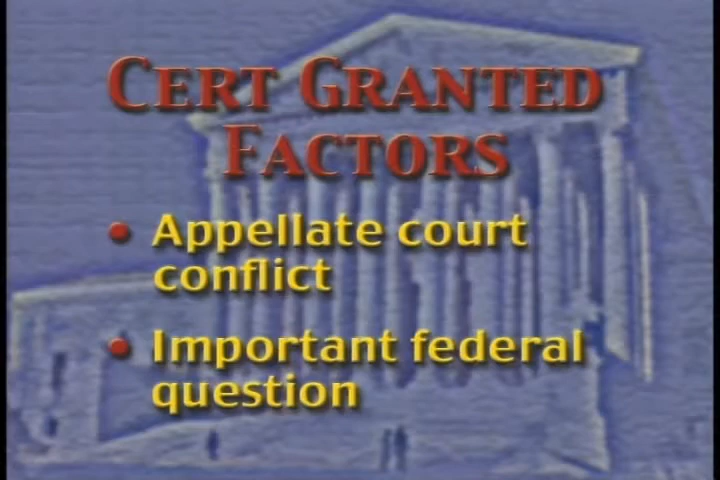 CERT GRANTED
FACTORS
• Appellate court
conflict
• Important federal
question